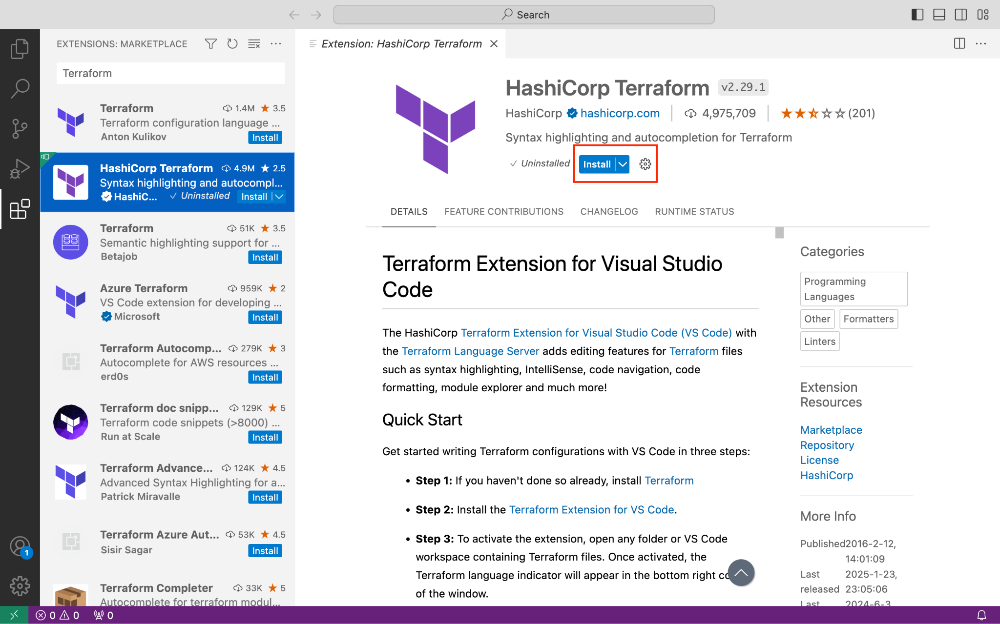 Search
EXTENSIONS: MARKETPLACE
Terraform
Terraform 1.4M 3.5
Terraform configuration language ...
Anton Kulikov Install
HashiCorp Terraform 4.9M 2.5
Syntax highlighting and autocompl...
HashiC... Uninstalled Install
Terraform 51K 3.5
Semantic highlighting support for ...
Betajob Install
Azure Terraform 959K 2
VS Code extension for developing ...
Microsoft Install
Terraform Autocomp... 279K 3
Autocomplete for AWS resources ...
erd0s Install
Terraform doc snipp... 129K 5
Terraform code snippets (>8000) ...
Run at Scale Install
Terraform Advance... 124K 4.5
Advanced Syntax Highlighting for a...
Patrick Miravalle Install
Terraform Azure Aut... 53K 4.5
Sisir Sagar Install
Terraform Completer 33K 5
Autocomplete for terraform modul...
Extension: HashiCorp Terraform
HashiCorp Terraform v2.29.1
HashiCorp hashicorp.com 4,975,709 (201)
Syntax highlighting and autocompletion for Terraform
Uninstalled Install
DETAILS FEATURE CONTRIBUTIONS CHANGELOG RUNTIME STATUS
Terraform Extension for Visual Studio
Code
The HashiCorp Terraform Extension for Visual Studio Code (VS Code) with
the Terraform Language Server adds editing features for Terraform files
such as syntax highlighting, IntelliSense, code navigation, code
formatting, module explorer and much more!
Quick Start
Get started writing Terraform configurations with VS Code in three steps:
• Step 1: If you haven't done so already, install Terraform
• Step 2: Install the Terraform Extension for VS Code.
• Step 3: To activate the extension, open any folder or VS Code
workspace containing Terraform files. Once activated, the
Terraform language indicator will appear in the bottom right
of the window.
Categories
Programming
Languages
Other Formatters
Linters
Extension
Resources
Marketplace
Repository
License
HashiCorp
More Info
Published 2016-2-12,
14:01:09
Last 2025-1-23,
released 23:05:06
Last 2024-6-3
1
0 0 0